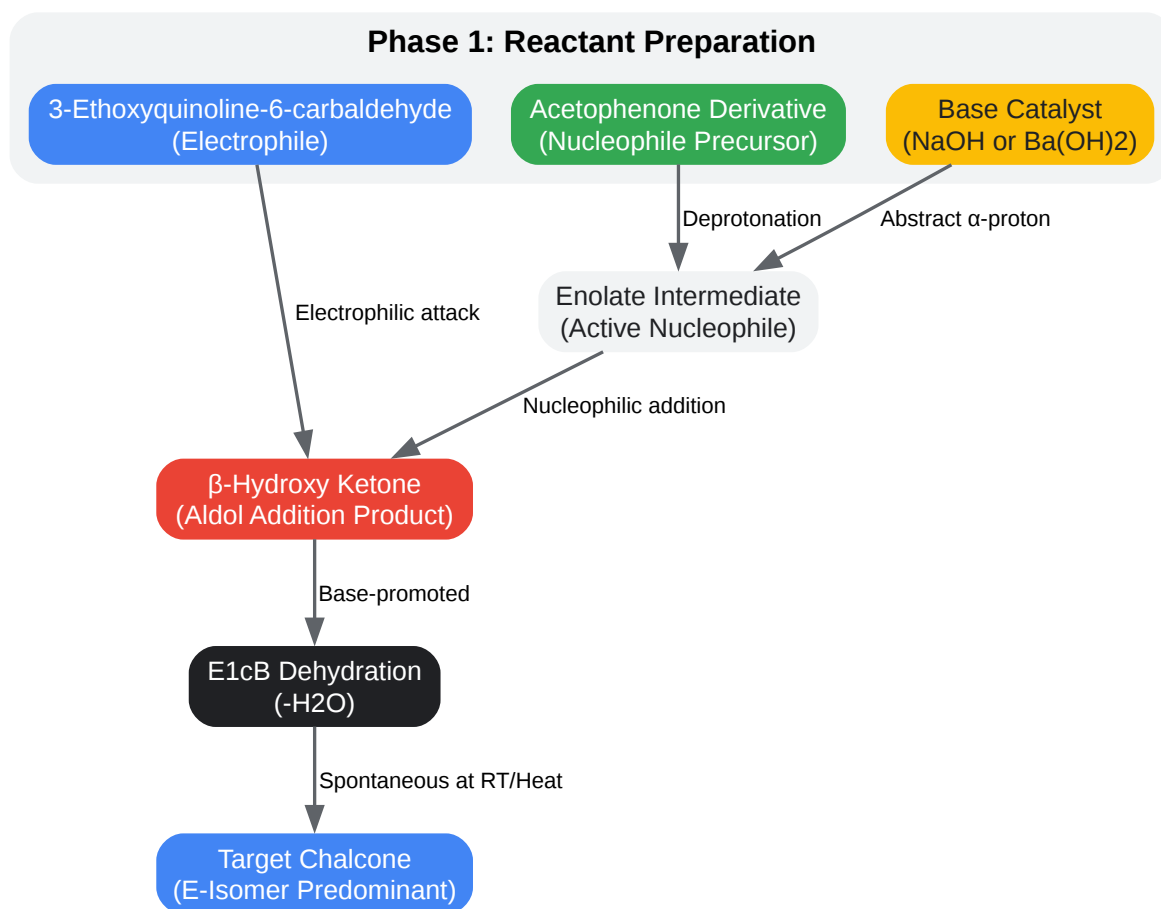 Phase 1: Reactant Preparation
3-Ethoxyquinoline-6-carbaldehyde
(Electrophile)
Acetophenone Derivative
(Nucleophile Precursor)
Base Catalyst
(NaOH or Ba(OH)2)
Deprotonation
Abstract α-proton
Enolate Intermediate
(Active Nucleophile)
Electrophilic attack
Nucleophilic addition
β-Hydroxy Ketone
(Aldol Addition Product)
Base-promoted
E1cB Dehydration
(-H2O)
Spontaneous at RT/Heat
Target Chalcone
(E-Isomer Predominant)